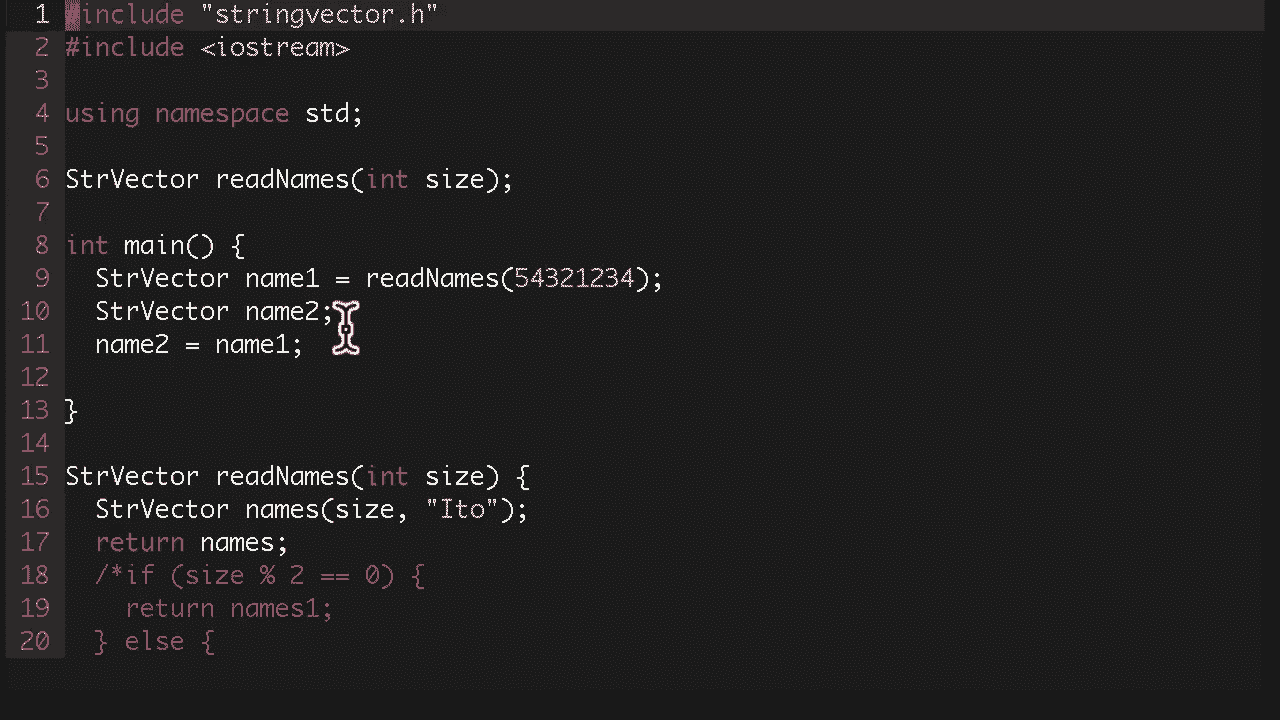 1 #include "stringvector.h"
2 #include <iostream>
3
4 using namespace std;
5
6 StrVector readNames(int size);
7
8 int main() {
9   StrVector name1 = readNames(54321234);
10   StrVector name2;
11   name2 = name1;
12
13 }
14
15 StrVector readNames(int size) {
16   StrVector names(size, "Ito");
17   return names;
18   /*if (size % 2 == 0) {
19     return names1;
20   } else {